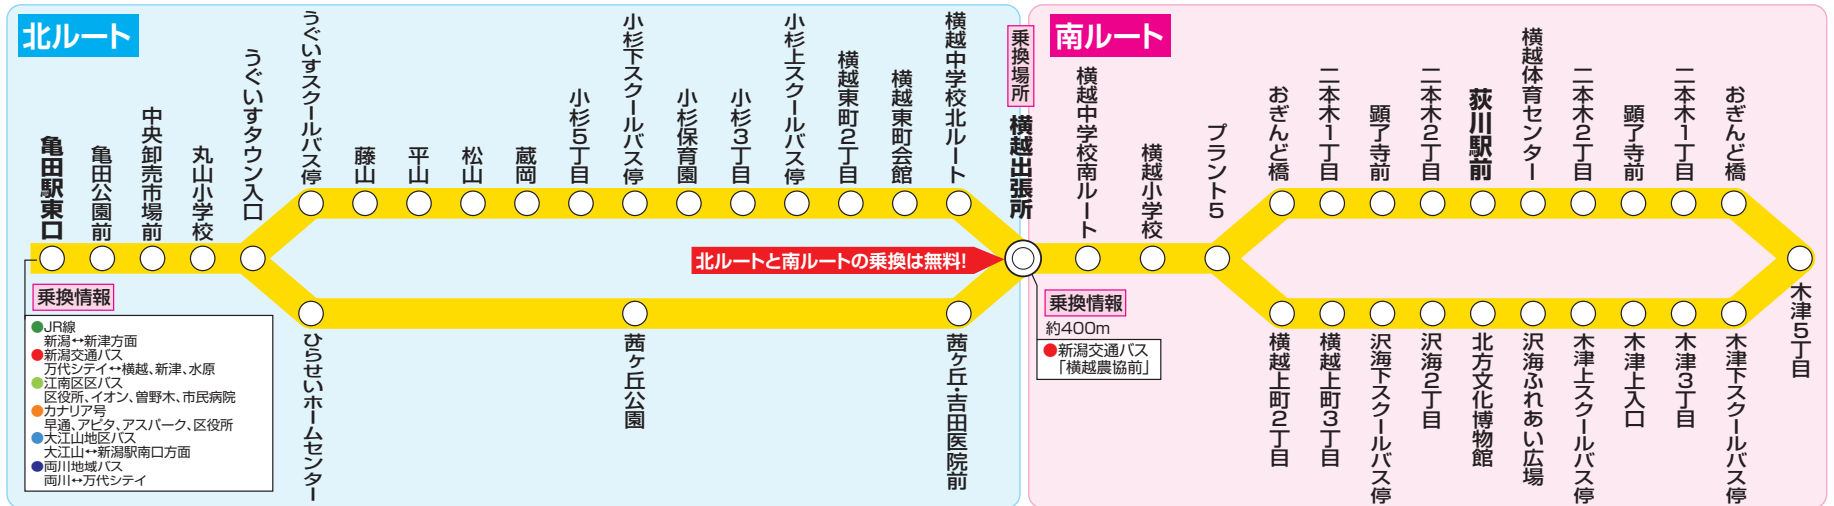 北ルート
亀田駅東口
亀田公園前
中央卸売市場前
丸山小学校
うぐいすタウン入口
うぐいすスクールバス停
藤山
平山
松山
蔵岡
小杉5丁目
小杉下スクールバス停
小杉保育園
小杉3丁目
小杉上スクールバス停
横越東町2丁目
横越東町会館
横越中学校北ルート
ひらせいホームセンター
茜ヶ丘公園
茜ヶ丘・吉田医院前
北ルートと南ルートの乗換は無料!
乗換情報
●JR線
新潟↔新津方面
●新潟交通バス
万代シテイ↔横越、新津、水原
●江南区区バス
区役所、イオン、曽野木、市民病院
●カナリア号
早通、アピタ、アスパーク、区役所
●大江山地区バス
大江山↔新潟駅南口方面
●両川地域バス
両川↔万代シテイ
乗換場所
横越出張所
乗換情報
約400m
●新潟交通バス
「横越農協前」
南ルート
横越中学校南ルート
横越小学校
プラント5
おぎんど橋
二本木1丁目
顕了寺前
二本木2丁目
荻川駅前
横越体育センター
二本木2丁目
顕了寺前
二本木1丁目
おぎんど橋
木津5丁目
横越上町2丁目
横越上町3丁目
沢海下スクールバス停
沢海2丁目
北方文化博物館
沢海ふれあい広場
木津上スクールバス停
木津上入口
木津3丁目
木津下スクールバス停